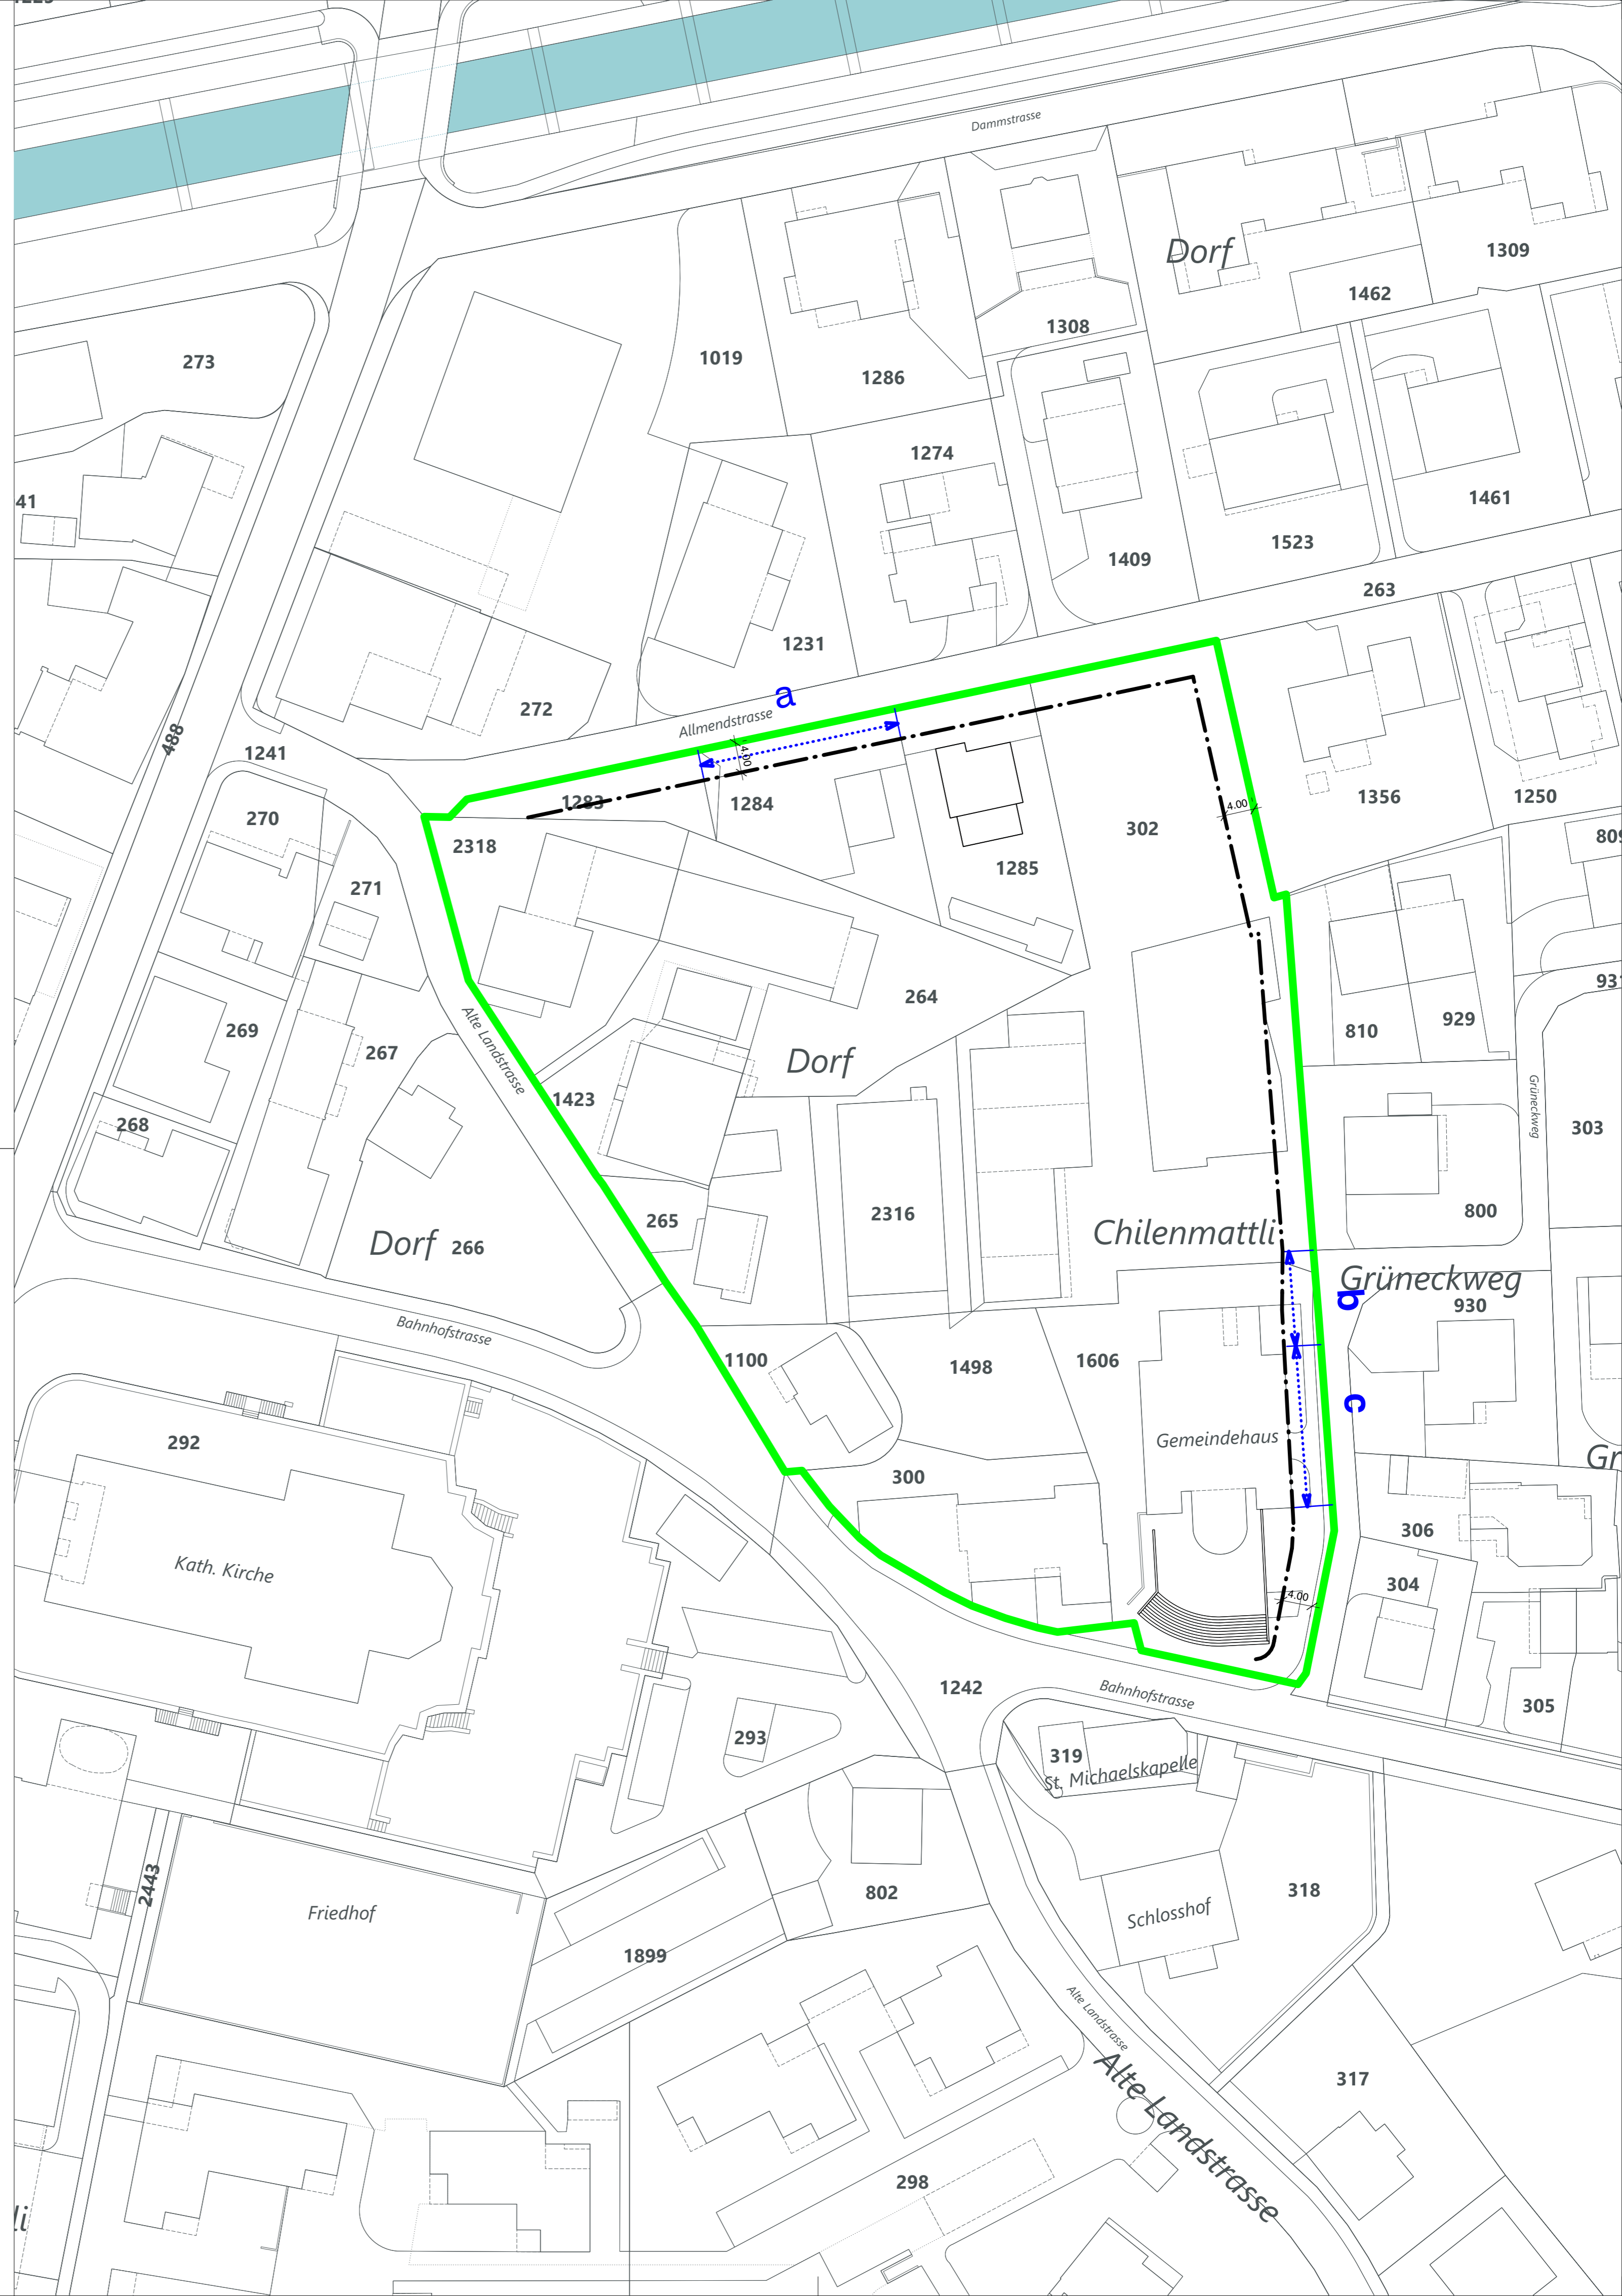 Dammstrasse
Dorf
1309
1462
1308
273
1019
1286
1274
41
1461
1523
1409
263
1231
a
272
Allmendstrasse
488
1241
4.00
1283
1284
1356
1250
4.00
270
302
2318
1285
271
264
931
269
810
929
267
Dorf
Alte Landstrasse
1423
Grüneckweg
268
303
2316
265
800
Chilenmattli
Dorf
266
Grüneckweg
b
930
Bahnhofstrasse
1100
1498
1606
c
292
Gemeindehaus
Gr
300
306
Kath. Kirche
304
4.00
1242
Bahnhofstrasse
305
293
319
St. Michaelskapelle
2443
802
318
Friedhof
Schlosshof
1899
Alte Landstrasse
317
Alte Landstrasse
298
li